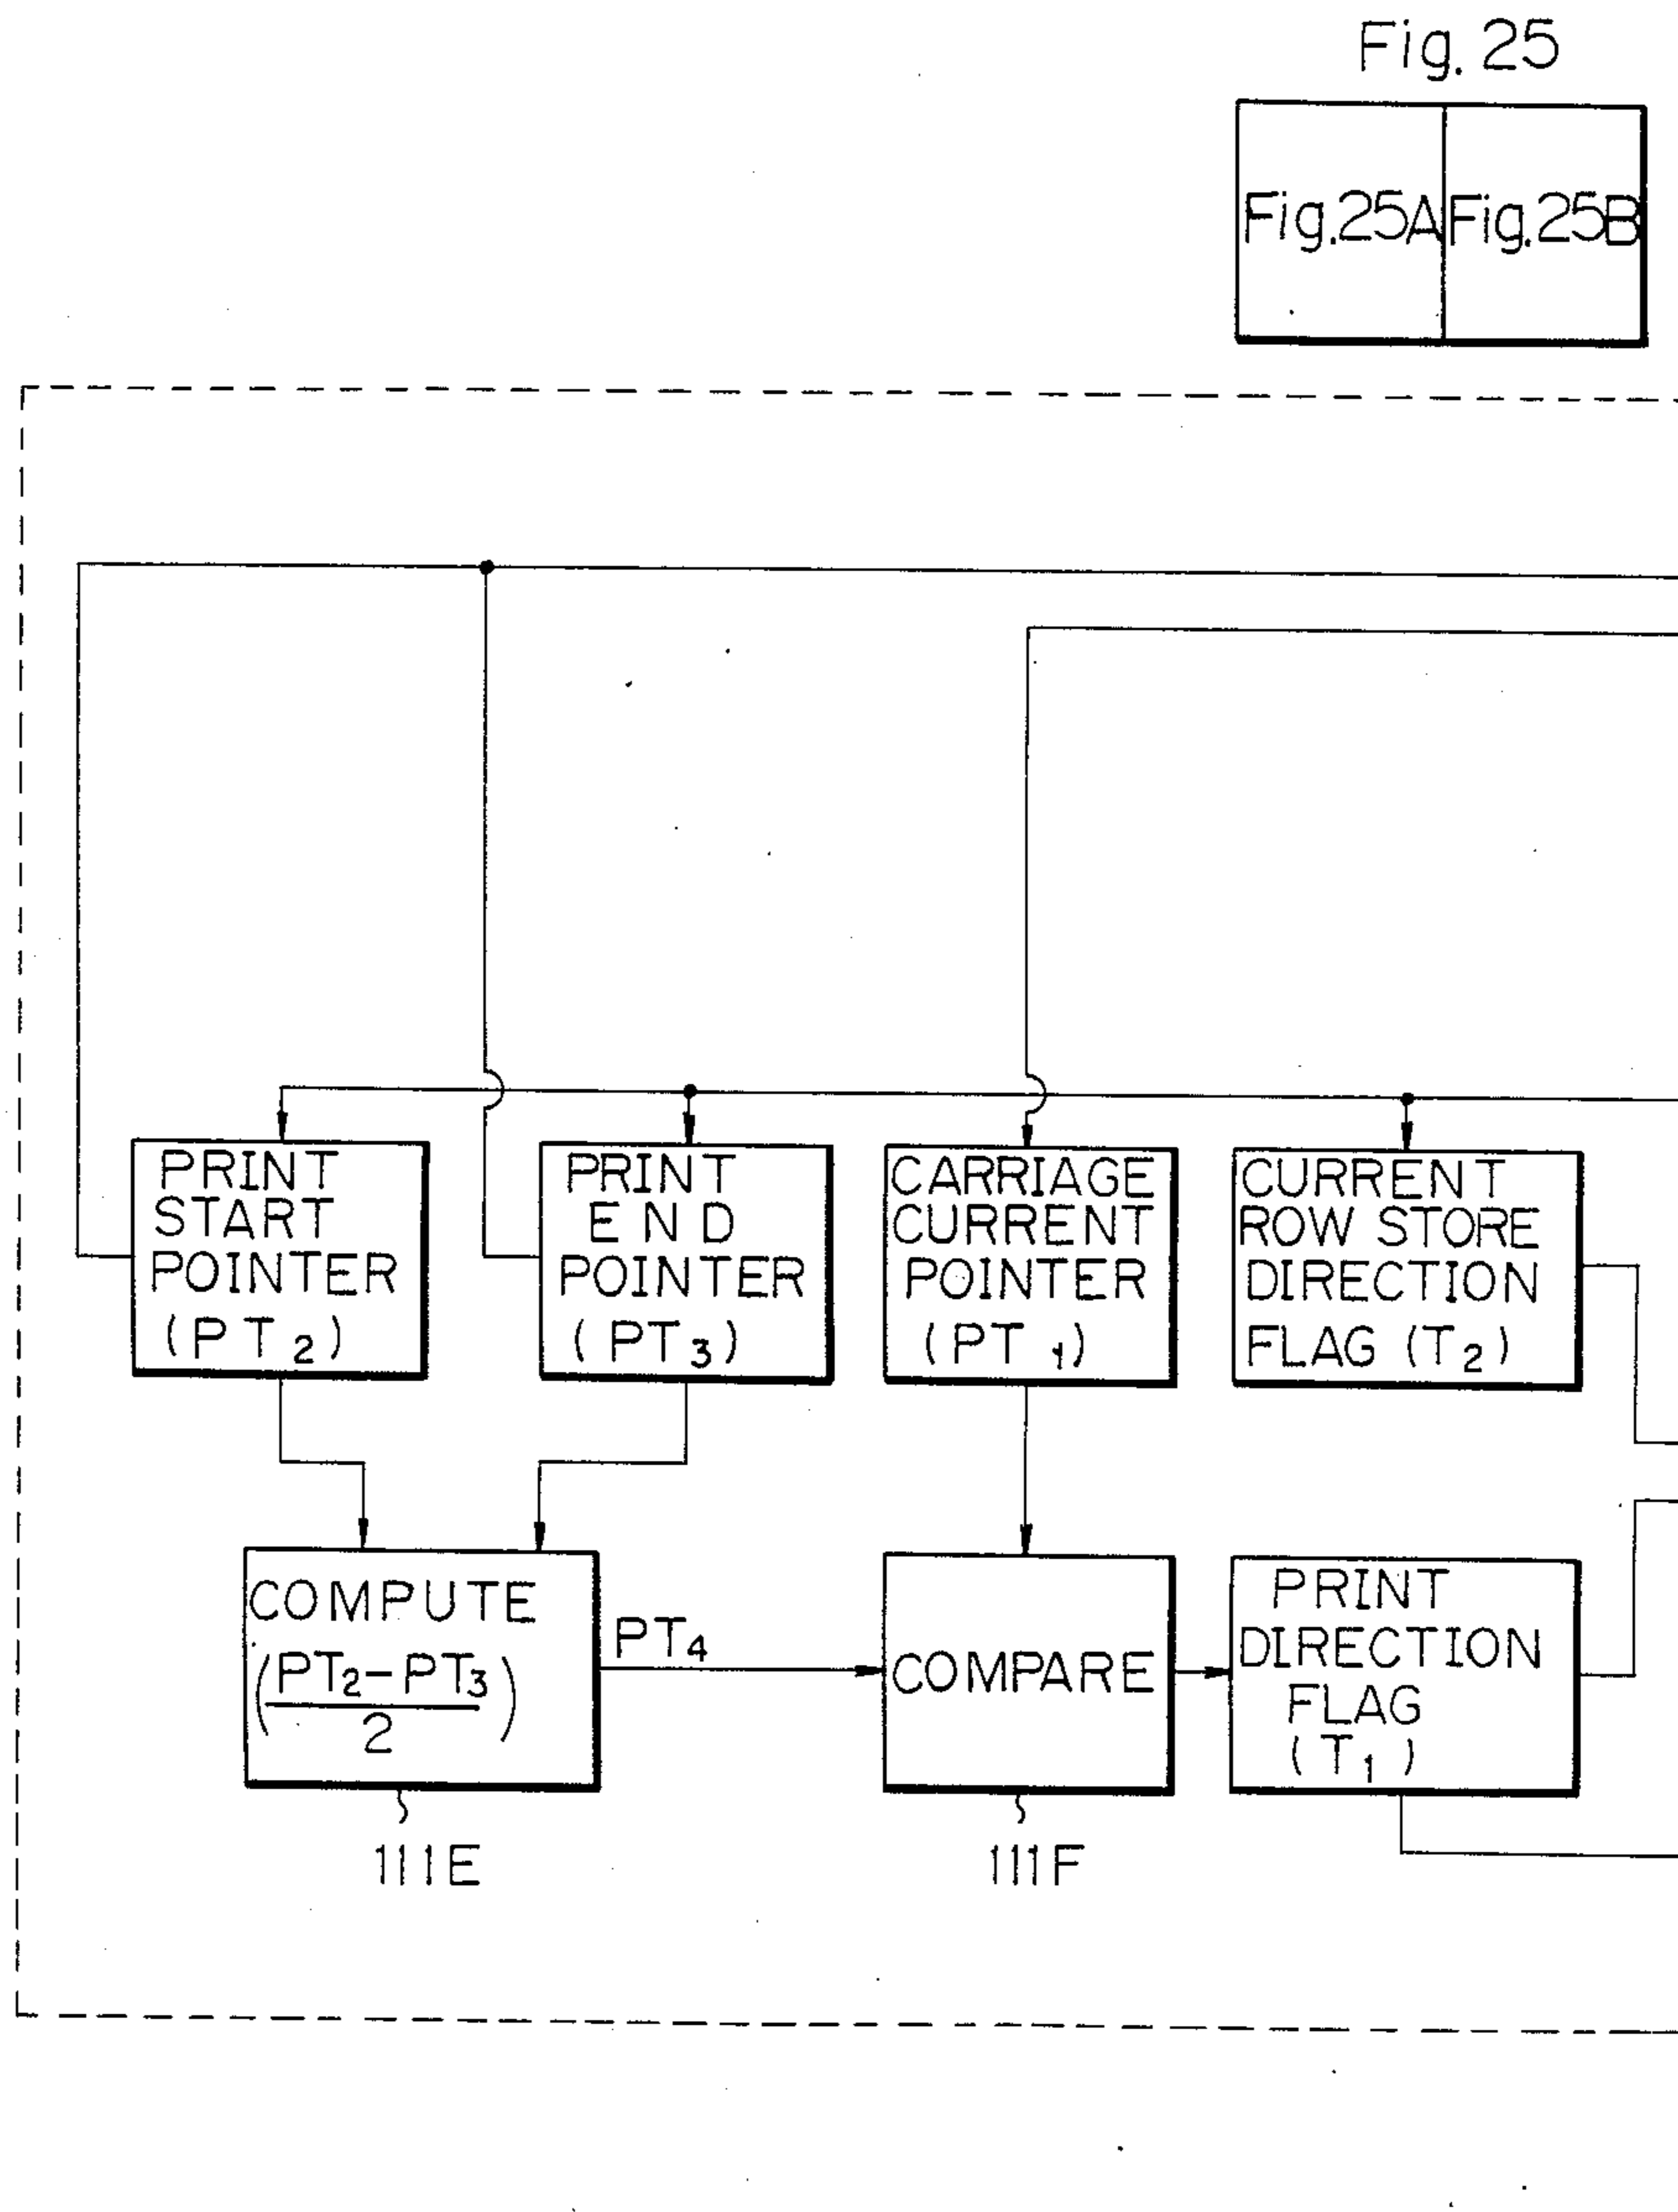 Fig. 25
Fig.25A Fig.25B
PRINT
START
POINTER
(PT2)
PRINT
END
POINTER
(PT3)
CARRIAGE
CURRENT
POINTER
(PT1)
CURRENT
ROW STORE
DIRECTION
FLAG (T2)
COMPUTE
(PT2-PT3
2)
PT4
COMPARE
PRINT
DIRECTION
FLAG
(T1)
111E
111F